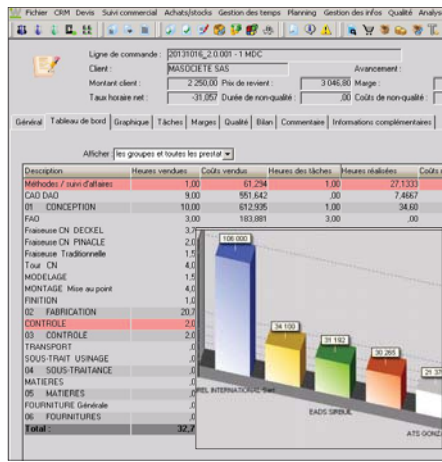 Fichier CRM Devis Suivi commercial Achats/stocks Gestion des temps Planning Gestion des infos Qualité Analys
Ligne de commande : 20131016_2.0.001 - 1 MDC
Client : MASOCIETE SAS Avancement :
Montant client : 2 250,00 Prix de revient : 3 046,80 Marge :
Taux horaire net : -31,057 Durée de non-qualité : ,00 Coûts de non-qualité :
Général Tableau de bord Graphique Tâches Marges Qualité Bilan Commentaire Informations complémentaires
Afficher : les groupes et toutes les prestat
Description Heures vendues Coûts vendus Heures des tâches Heures réalisées Coûts
Méthodes / suivi d'affaires 1,00 61,294 1,00 27,1333
CAO DAO 9,00 551,642 ,00 7,4667
01 CONCEPTION 10,00 612,935 1,00 34,60
FAO 3,00 183,881 3,00 ,00
Fraiseuse CN DECKEL 3,7
Fraiseuse CN PINACLE 2,0
Fraiseuse Traditionnelle 1,5
Tour CN 4,0
MODELAGE 1,5
MONTAGE Mise au point 4,0
FINITION 1,0
02 FABRICATION 20,7
CONTROLE 2,0
03 CONTROLE 2,0
TRANSPORT ,0
SOUS-TRAIT USINAGE ,0
04 SOUS-TRAITANCE ,0
MATIERES ,0
05 MATIERES ,0
FOURNITURE Générale ,0
06 FOURNITURES ,0
Total : 32,7
106 000
34 100
31 192
30 265
21 37
REL INTERNATIONAL
EADS
ATS GONZ